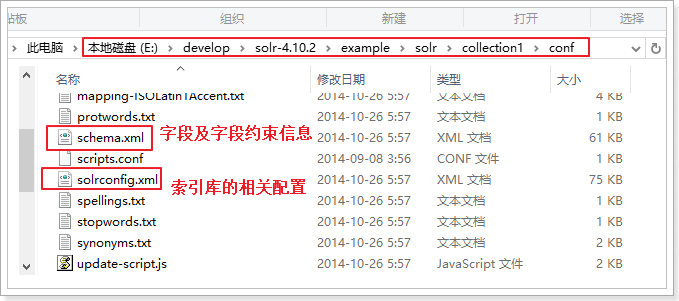 贴板 组织 新建 打开 选择
此电脑 > 本地磁盘 (E:) > develop > solr-4.10.2 > example > solr > collection1 > conf
名称 修改日期 类型 大小
mapping-ISOLatin1Accent.txt 2014-10-26 5:57 文本文档 4 KB
protwords.txt 2014-10-26 5:57 文本文档 1 KB
schema.xml 字段及字段约束信息 2014-10-26 5:57 XML 文档 61 KB
scripts.conf 2014-09-08 3:56 CONF 文件 1 KB
solrconfig.xml 索引库的相关配置 2014-10-26 5:57 XML 文档 75 KB
spellings.txt 2014-10-26 5:57 文本文档 1 KB
stopwords.txt 2014-10-26 5:57 文本文档 1 KB
synonyms.txt 2014-10-26 5:57 文本文档 2 KB
update-script.js 2014-10-26 5:57 JavaScript 文件 2 KB